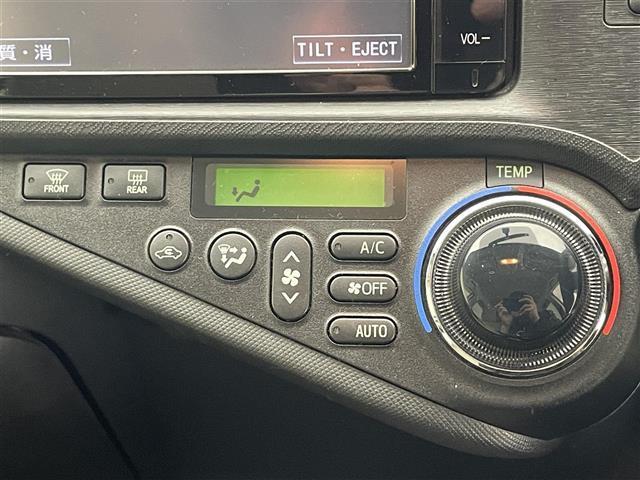 質・消
TILT・EJECT
VOL−
FRONT
REAR
TEMP
A/C
OFF
AUTO